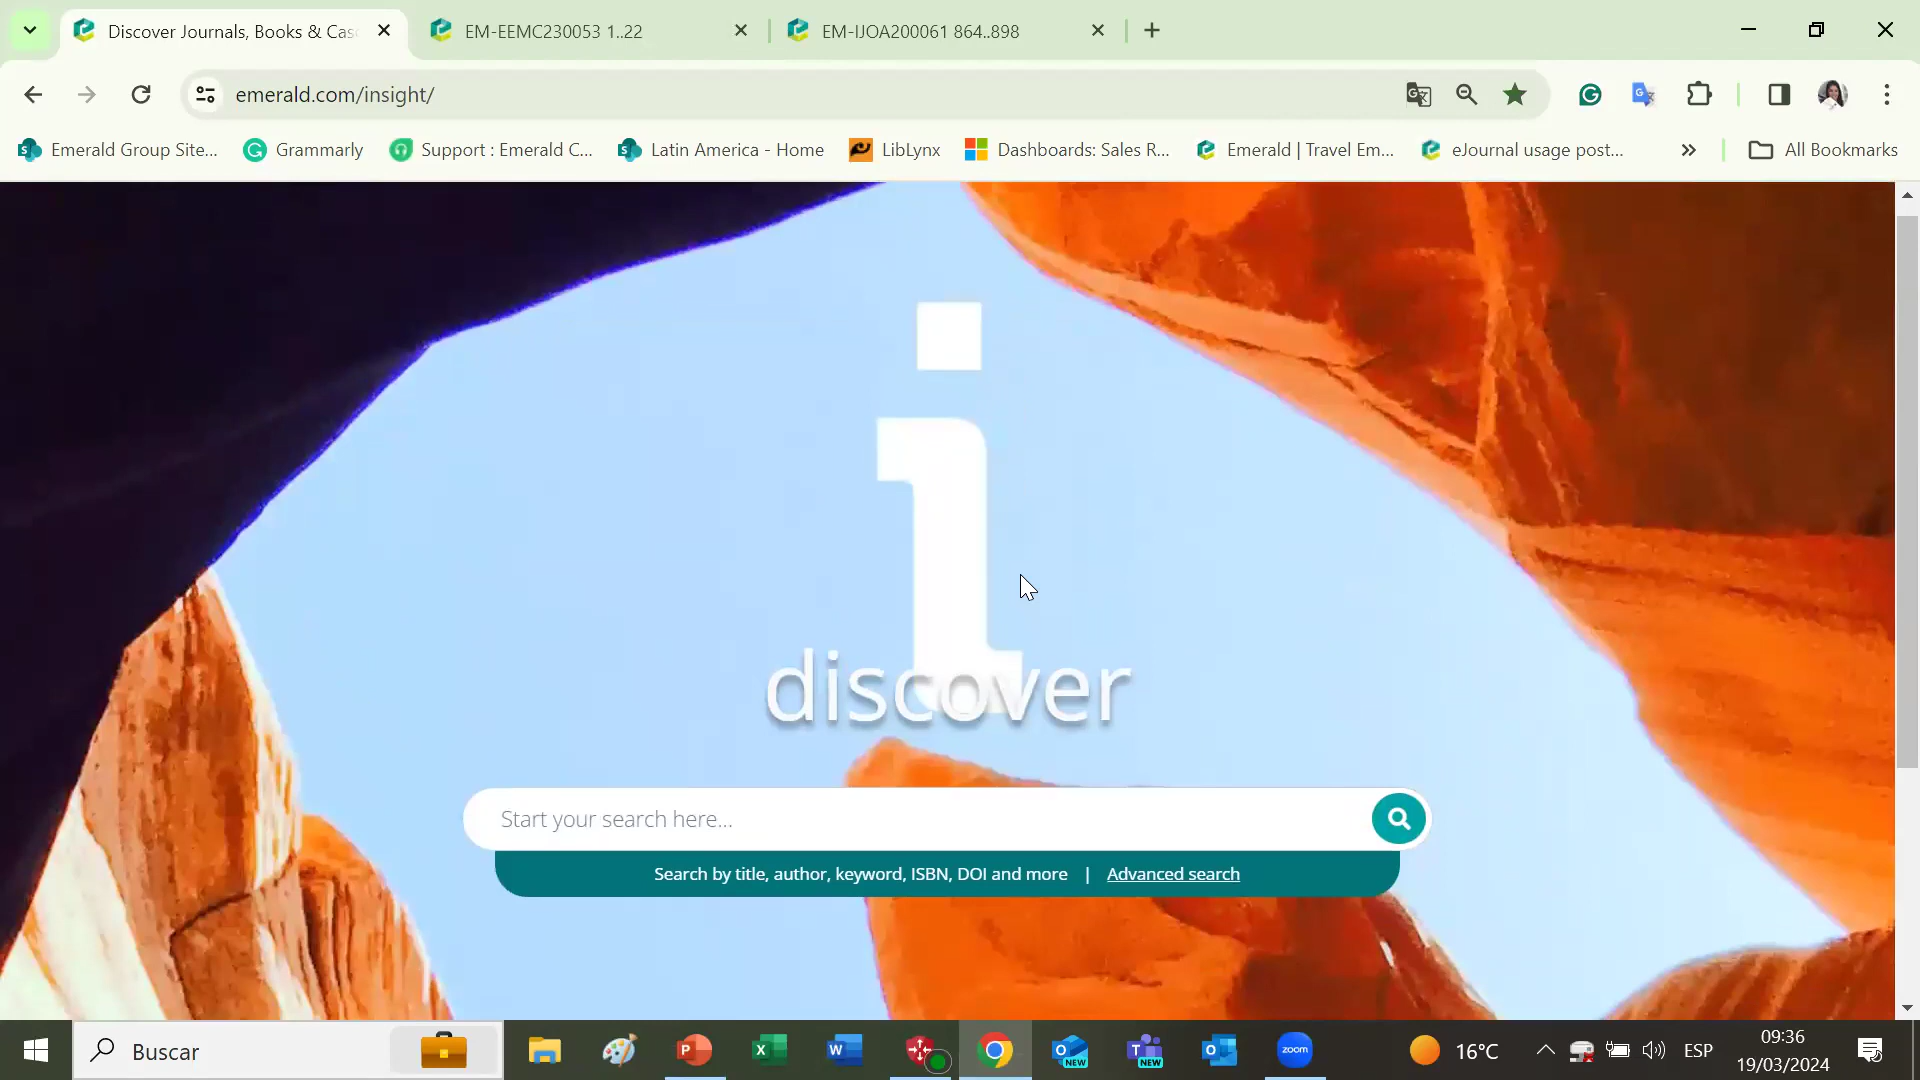 Discover Journals, Books & Cas
EM-EEMC230053 1..22
EM-IJOA200061 864..898
emerald.com/insight/
Emerald Group Site...
Grammarly
Support : Emerald C...
Latin America - Home
LibLynx
Dashboards: Sales R...
Emerald | Travel Em...
eJournal usage post...
All Bookmarks
i
discover
Start your search here...
Search by title, author, keyword, ISBN, DOI and more | Advanced search
Buscar
NEW
NEW
zoom
16°C
ESP
09:36
19/03/2024